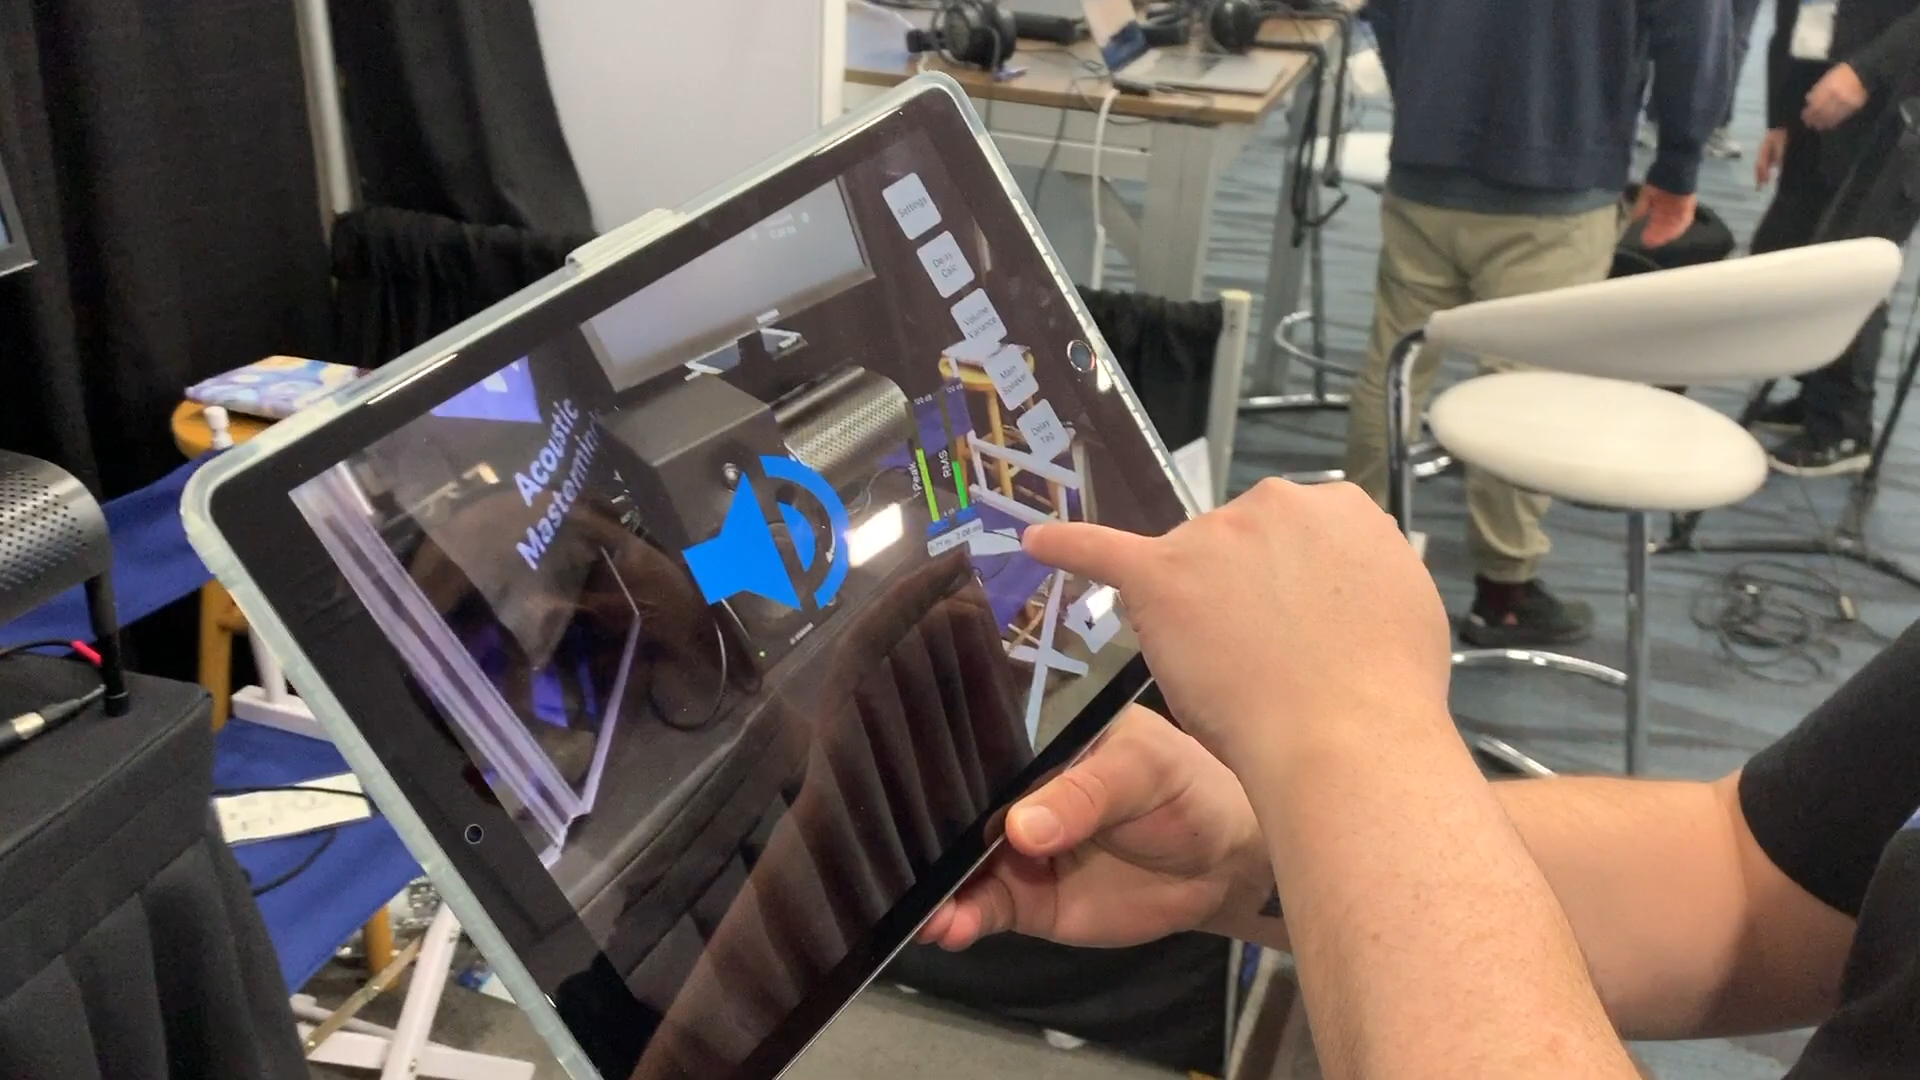 Acoustic
Mastermind
Settings
Delay
Calc
Volume
Variance
Main
Speaker
Delay
Tag
Peak
RMS